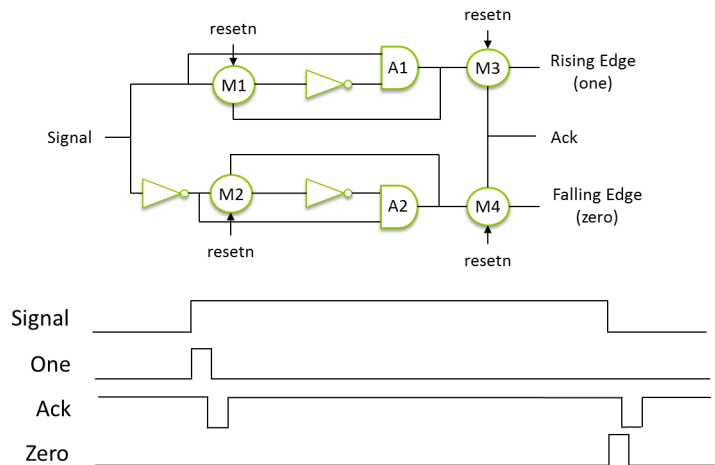 resetn
resetn
A1
M1
M3
Rising Edge
(one)
Signal
Ack
M2
A2
M4
Falling Edge
(zero)
resetn
resetn
Signal
One
Ack
Zero